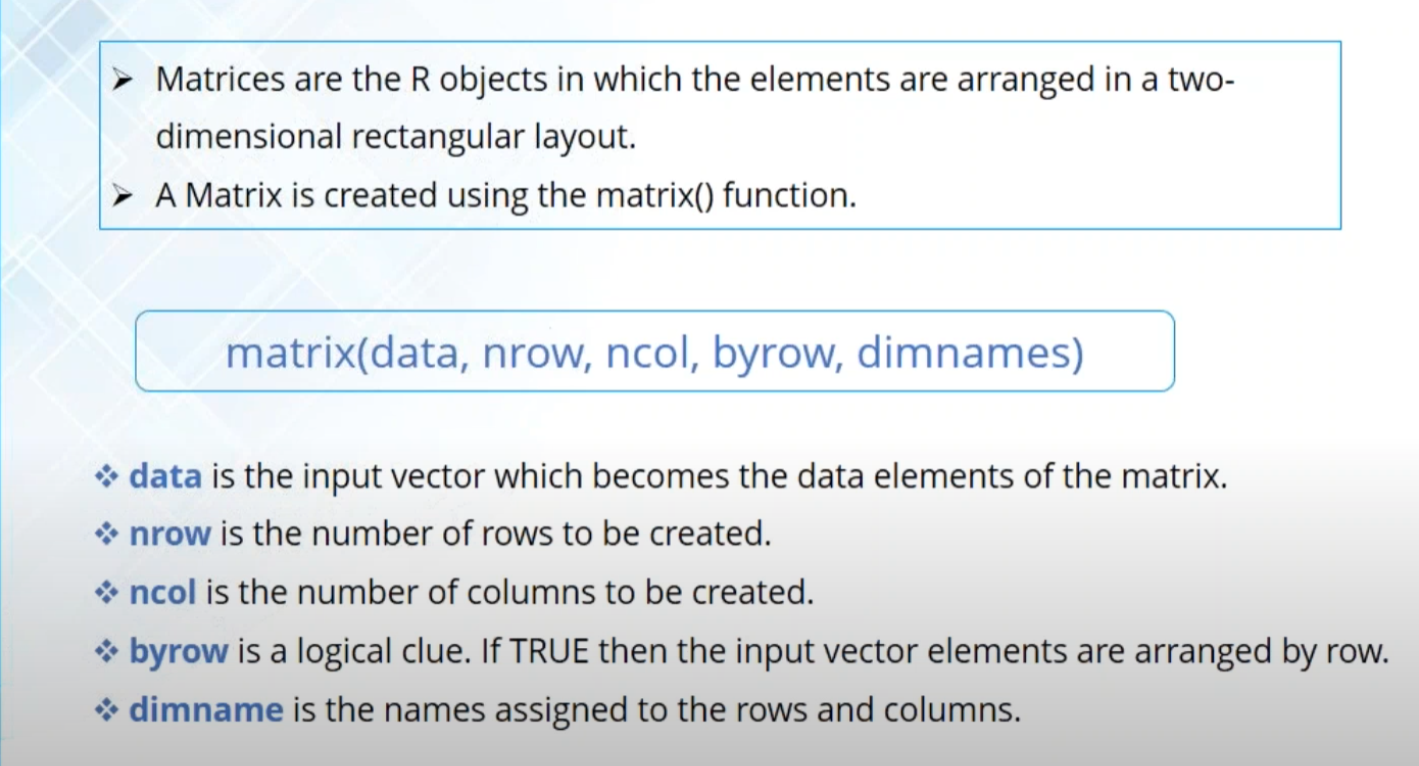 ➢ Matrices are the R objects in which the elements are arranged in a two-
dimensional rectangular layout.
➢ A Matrix is created using the matrix() function.
matrix(data, nrow, ncol, byrow, dimnames)
❖ data is the input vector which becomes the data elements of the matrix.
❖ nrow is the number of rows to be created.
❖ ncol is the number of columns to be created.
❖ byrow is a logical clue. If TRUE then the input vector elements are arranged by row.
❖ dimname is the names assigned to the rows and columns.